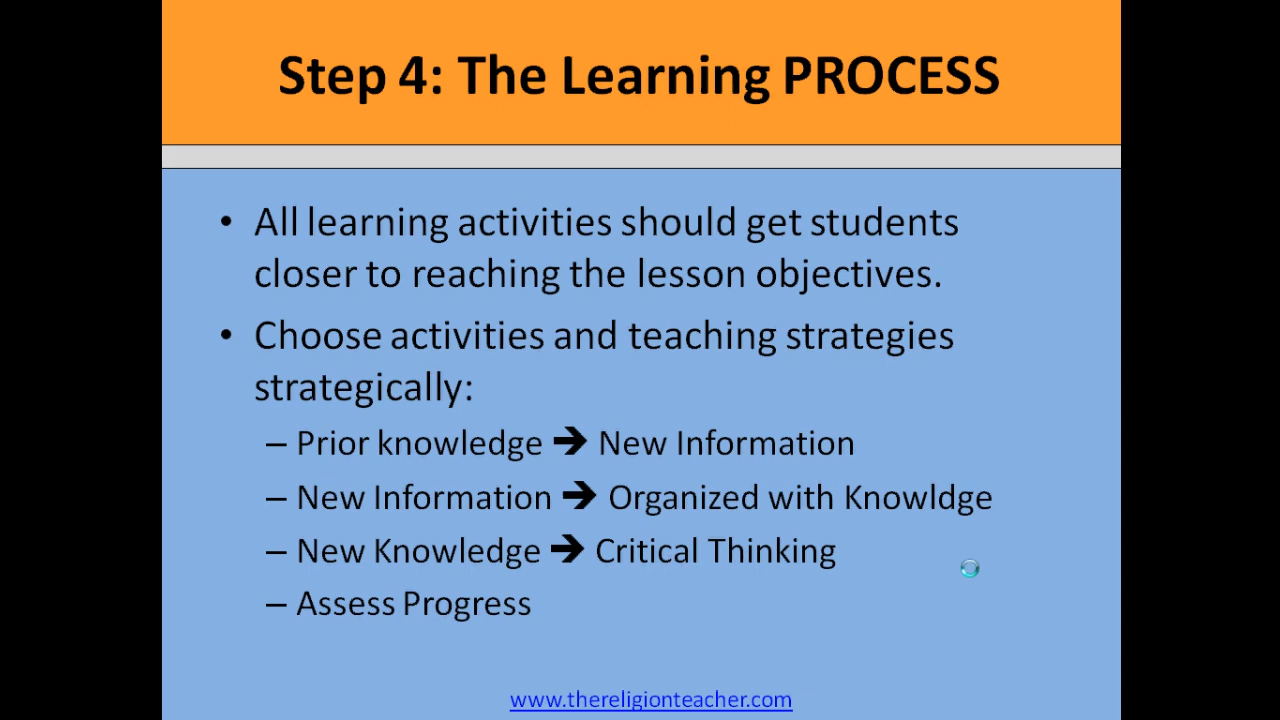 Step 4: The Learning PROCESS
• All learning activities should get students
closer to reaching the lesson objectives.
• Choose activities and teaching strategies
strategically:
– Prior knowledge ➔ New Information
– New Information ➔ Organized with Knowldge
– New Knowledge ➔ Critical Thinking
– Assess Progress
www.thereligionteacher.com